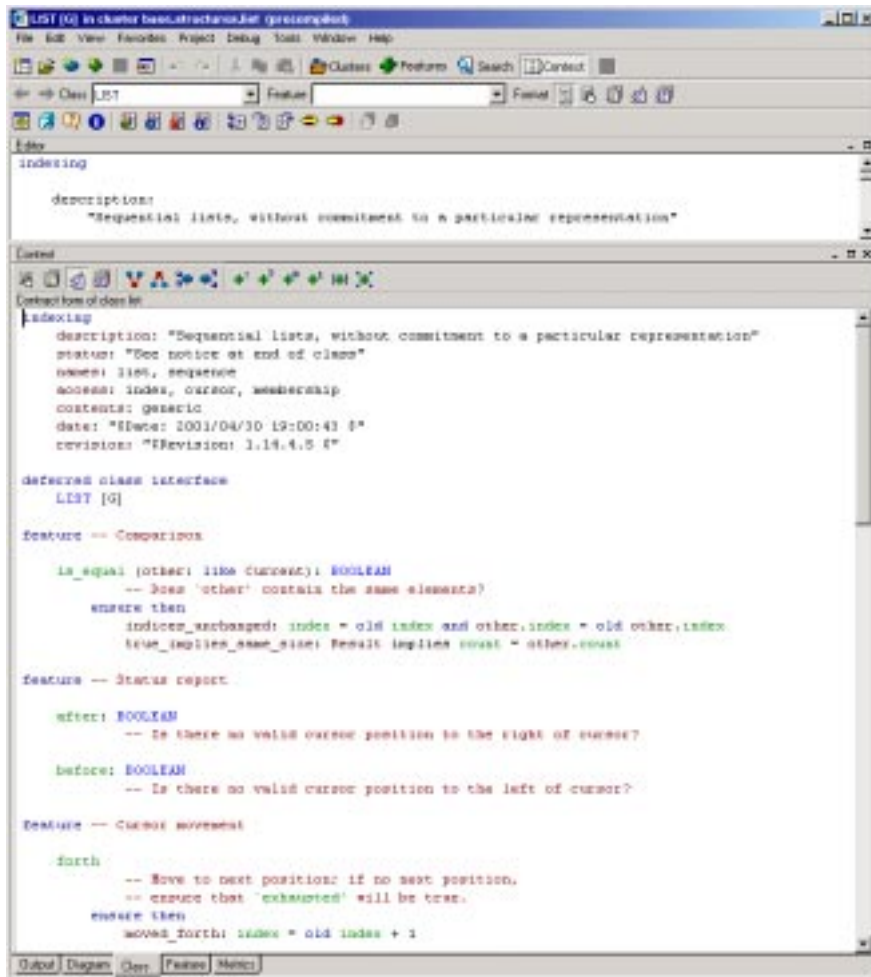 LIST [G] in cluster base.structures.list (precompiled)
File Edit View Favorites Project Debug Tools Window Help
Clusters Features Search Context
Class LIST Feature Format
Editor
indexing
description:
"Sequential lists, without commitment to a particular representation"
Context
Contract form of class list
indexing
description: "Sequential lists, without commitment to a particular representation"
status: "See notice at end of class"
names: list, sequence
access: index, cursor, membership
contents: generic
date: "$Date: 2001/04/30 19:00:43 $"
revision: "$Revision: 1.14.4.5 $"
deferred class interface
LIST [G]
feature -- Comparison
is_equal (other: like Current): BOOLEAN
-- Does `other' contain the same elements?
ensure then
indices_unchanged: index = old index and other.index = old other.index
true_implies_same_size: Result implies count = other.count
feature -- Status report
after: BOOLEAN
-- Is there no valid cursor position to the right of cursor?
before: BOOLEAN
-- Is there no valid cursor position to the left of cursor?
feature -- Cursor movement
forth
-- Move to next position; if no next position,
-- ensure that `exhausted' will be true.
ensure then
moved_forth: index = old index + 1
Output Diagram Class Feature Metrics